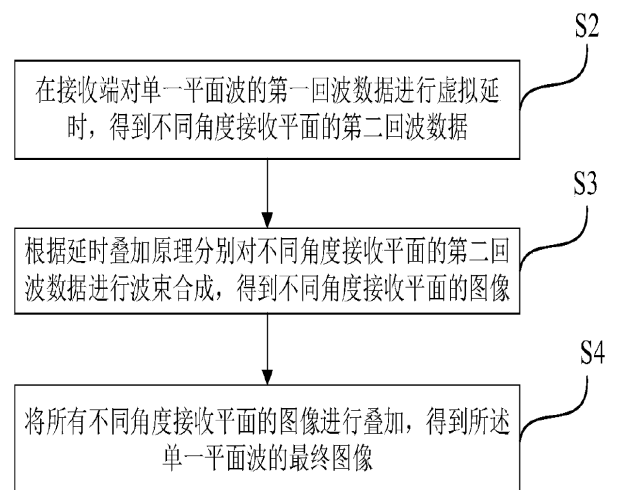 S2
在接收端对单一平面波的第一回波数据进行虚拟延
时，得到不同角度接收平面的第二回波数据
S3
根据延时叠加原理分别对不同角度接收平面的第二回
波数据进行波束合成，得到不同角度接收平面的图像
S4
将所有不同角度接收平面的图像进行叠加，得到所述
单一平面波的最终图像